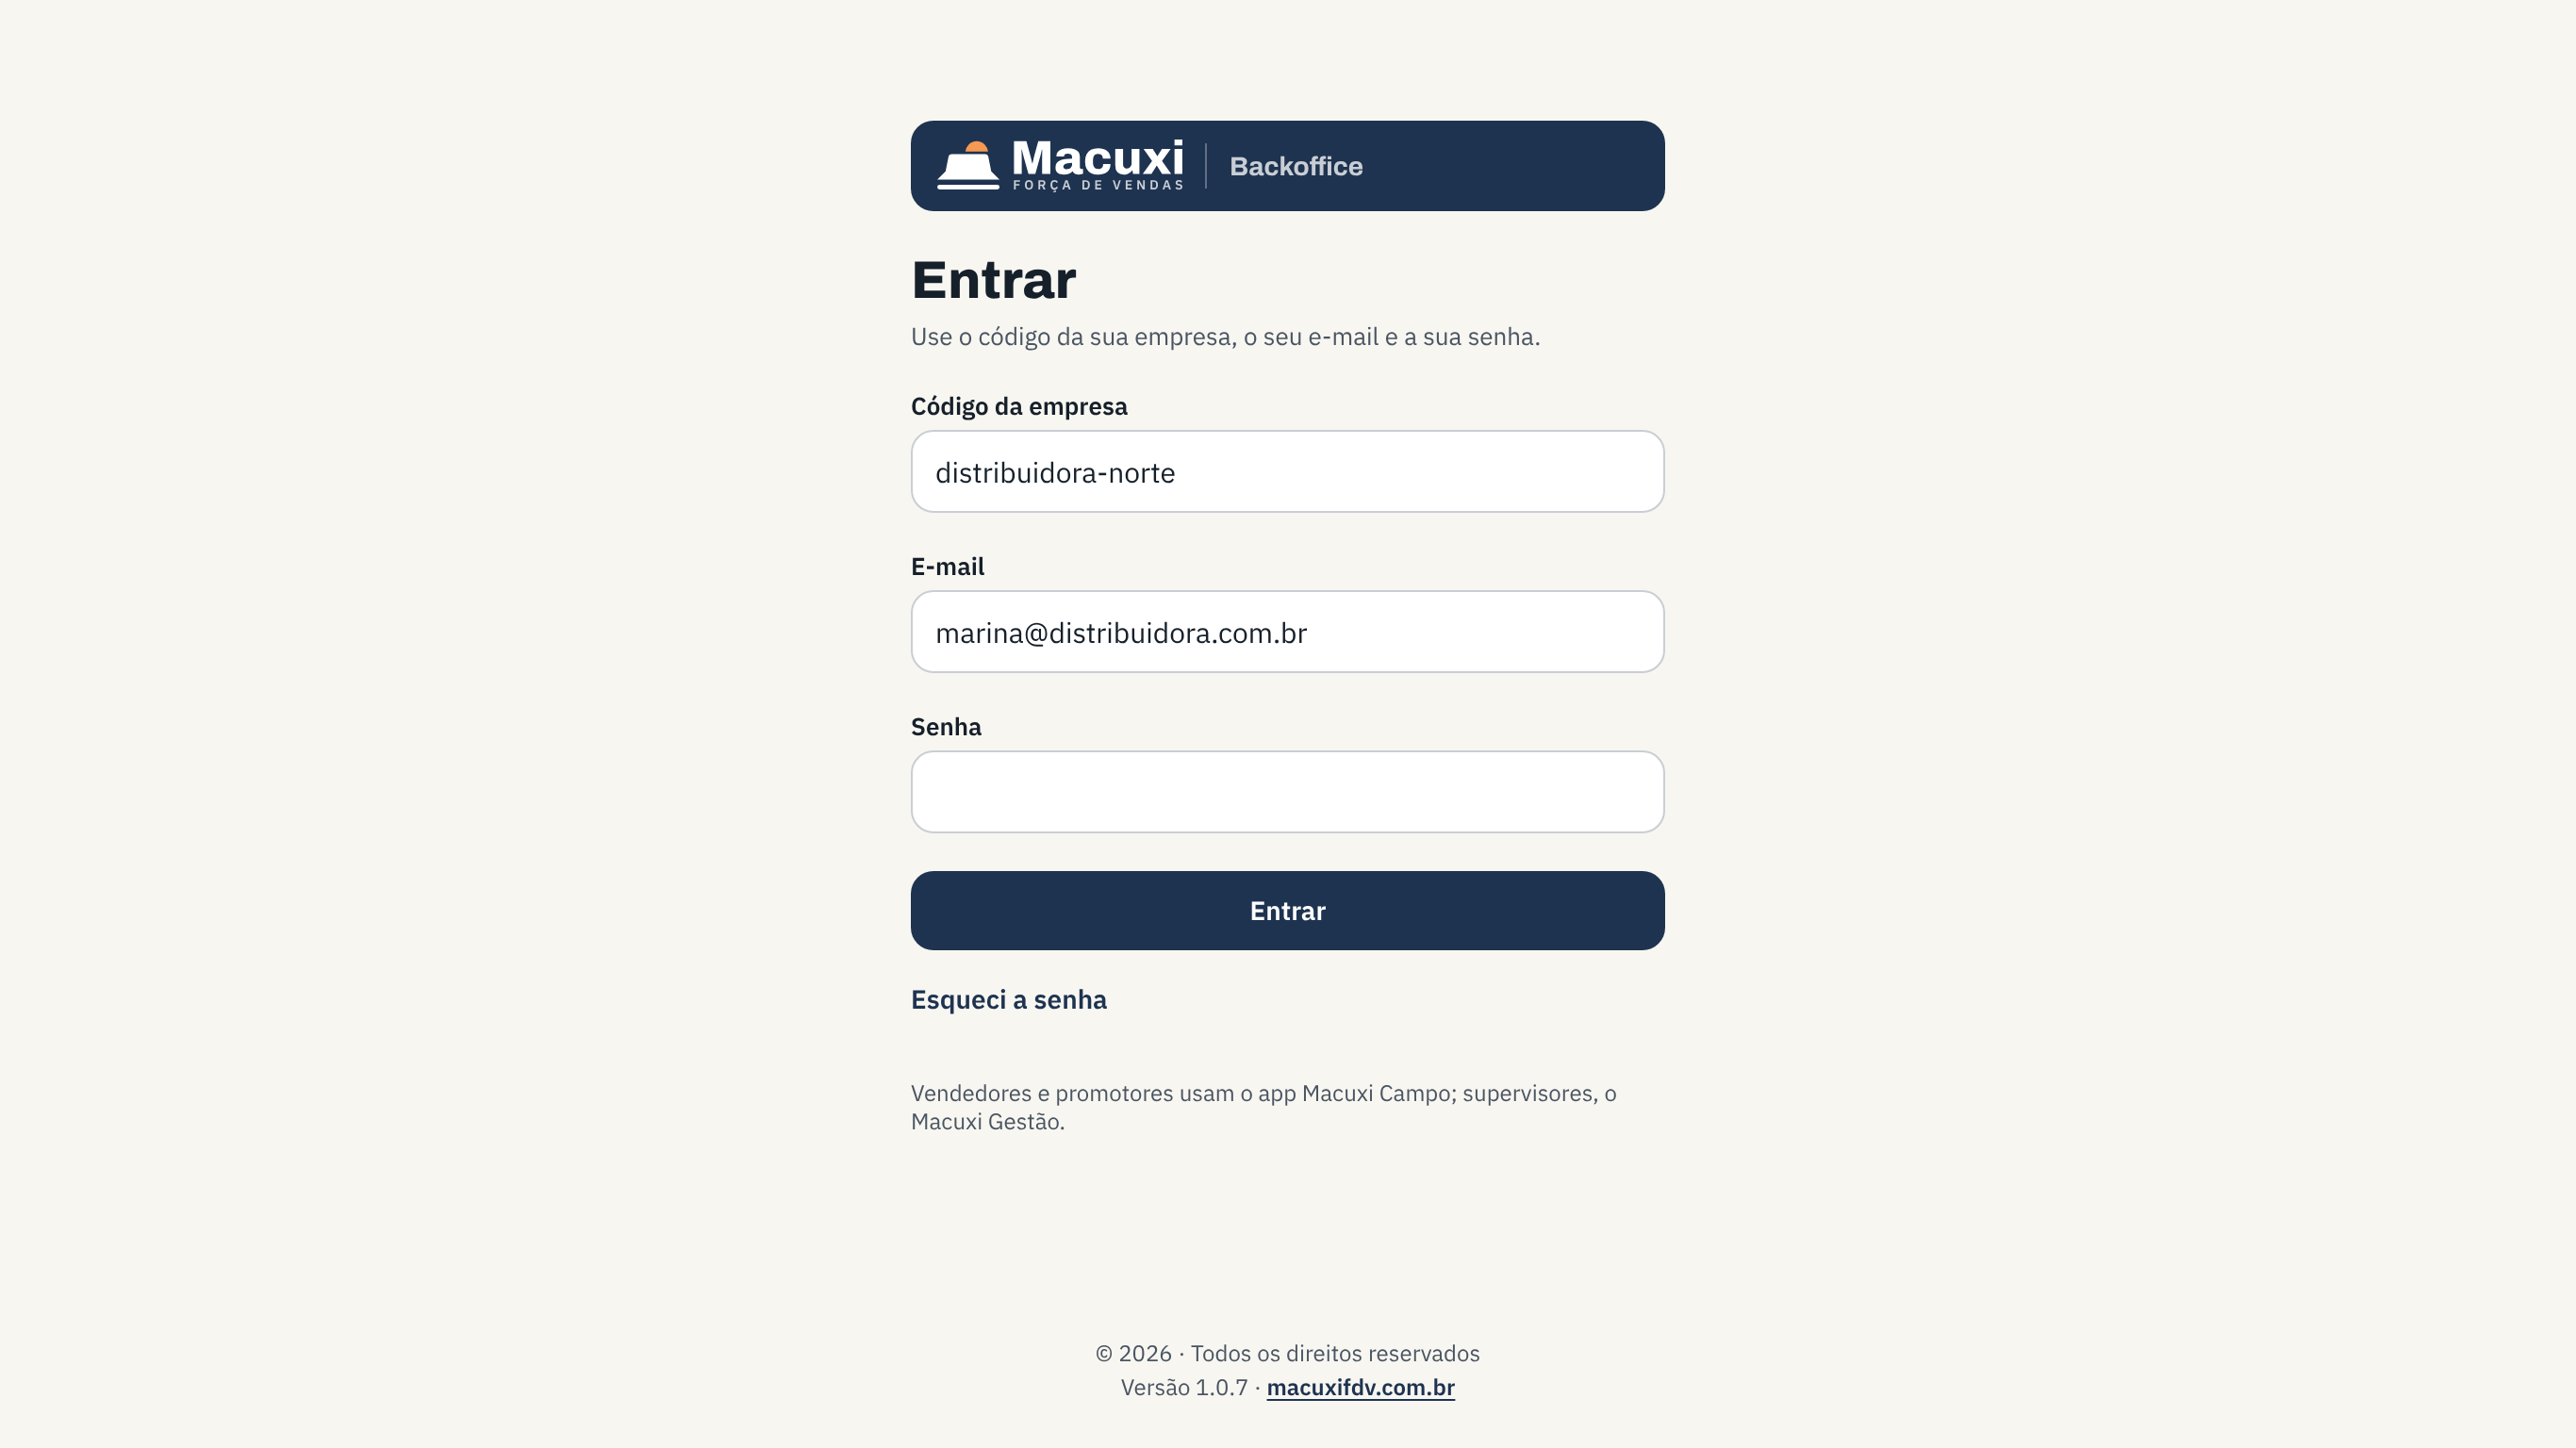 Macuxi
FORÇA DE VENDAS
Backoffice
Entrar
Use o código da sua empresa, o seu e-mail e a sua senha.
Código da empresa
distribuidora-norte
E-mail
marina@distribuidora.com.br
Senha
Entrar
Esqueci a senha
Vendedores e promotores usam o app Macuxi Campo; supervisores, o
Macuxi Gestão.
© 2026 · Todos os direitos reservados
Versão 1.0.7 · macuxifdv.com.br